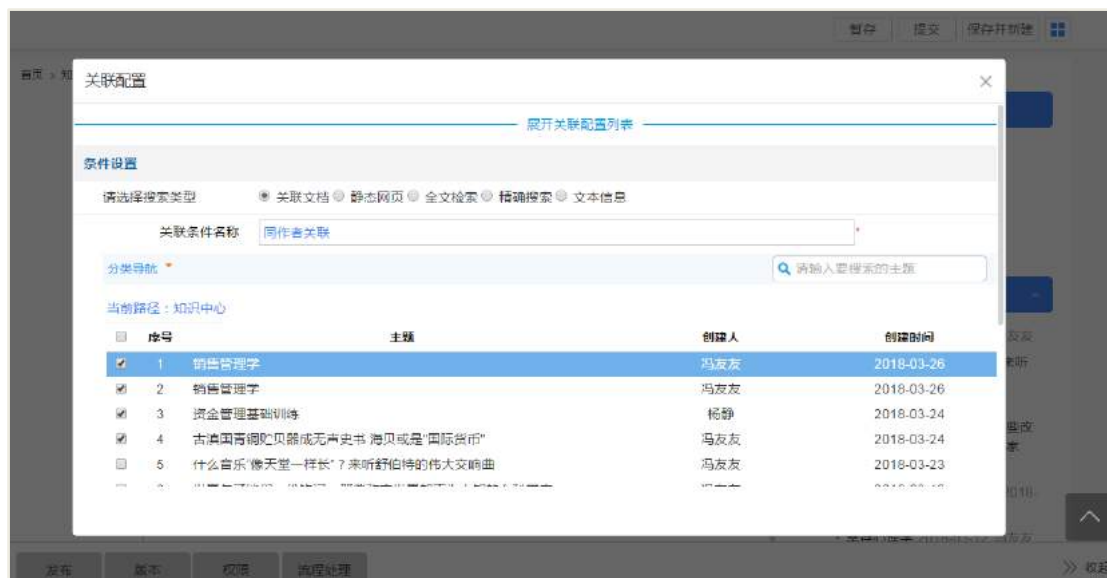 暂存 提交 保存并新建
首页 > 知
关联配置
展开关联配置列表
条件设置
请选择搜索类型 关联文档 静态网页 全文检索 精确搜索 文本信息
关联条件名称 同作者关联 *
分类导航 * 请输入要搜索的主题
当前路径：知识中心
序号 主题 创建人 创建时间
1 销售管理学 冯友友 2018-03-26
2 销售管理学 冯友友 2018-03-26
3 资金管理基础训练 杨静 2018-03-24
4 古滇国青铜贮贝器成无声史书 海贝或是"国际货币" 冯友友 2018-03-24
5 什么音乐"像天堂一样长"？来听舒伯特的伟大交响曲 冯友友 2018-03-23
发布 版本 权限 流程处理 收起